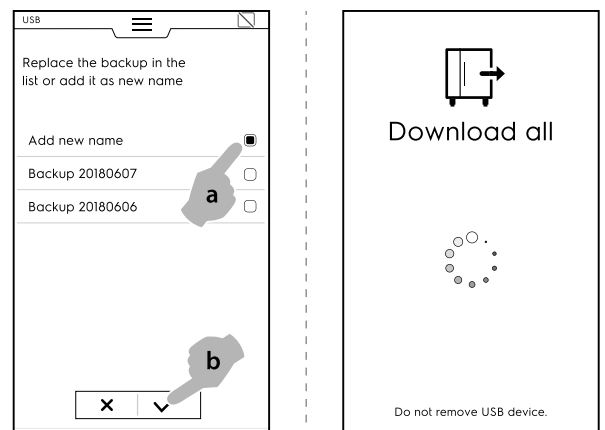 USB
Replace the backup in the
list or add it as new name
Add new name
Backup 20180607
Backup 20180606
a
b
Download all
Do not remove USB device.